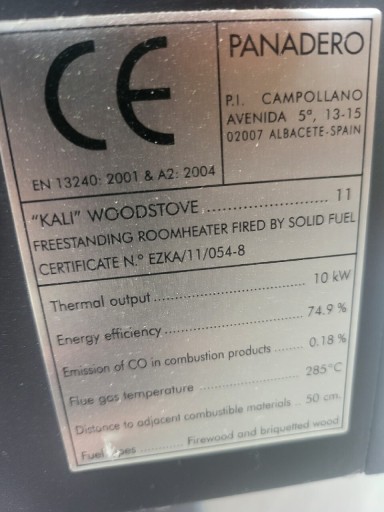 CE
PANADERO
P.I. CAMPOLLANO
AVENIDA 5ª, 13-15
02007 ALBACETE-SPAIN
EN 13240: 2001 & A2: 2004
"KALI" WOODSTOVE .......................... 11
FREESTANDING ROOMHEATER FIRED BY SOLID FUEL
CERTIFICATE N.º EZKA/11/054-8
Thermal output ................................ 10 kW
Energy efficiency .............................. 74.9 %
Emission of CO in combustion products ........ 0.18 %
Flue gas temperature ........................ 285°C
Distance to adjacent combustible materials .. 50 cm.
Fuel ........... Firewood and briquetted wood